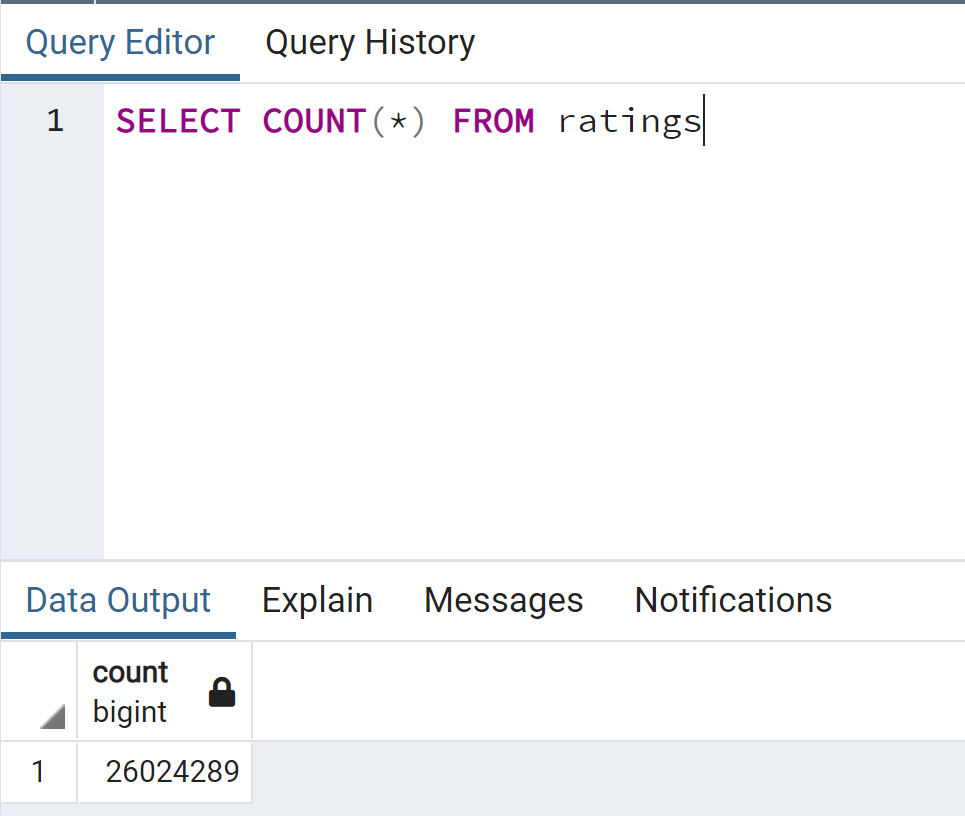 Query Editor Query History
1 SELECT COUNT(*) FROM ratings
Data Output Explain Messages Notifications
count
bigint
1 26024289